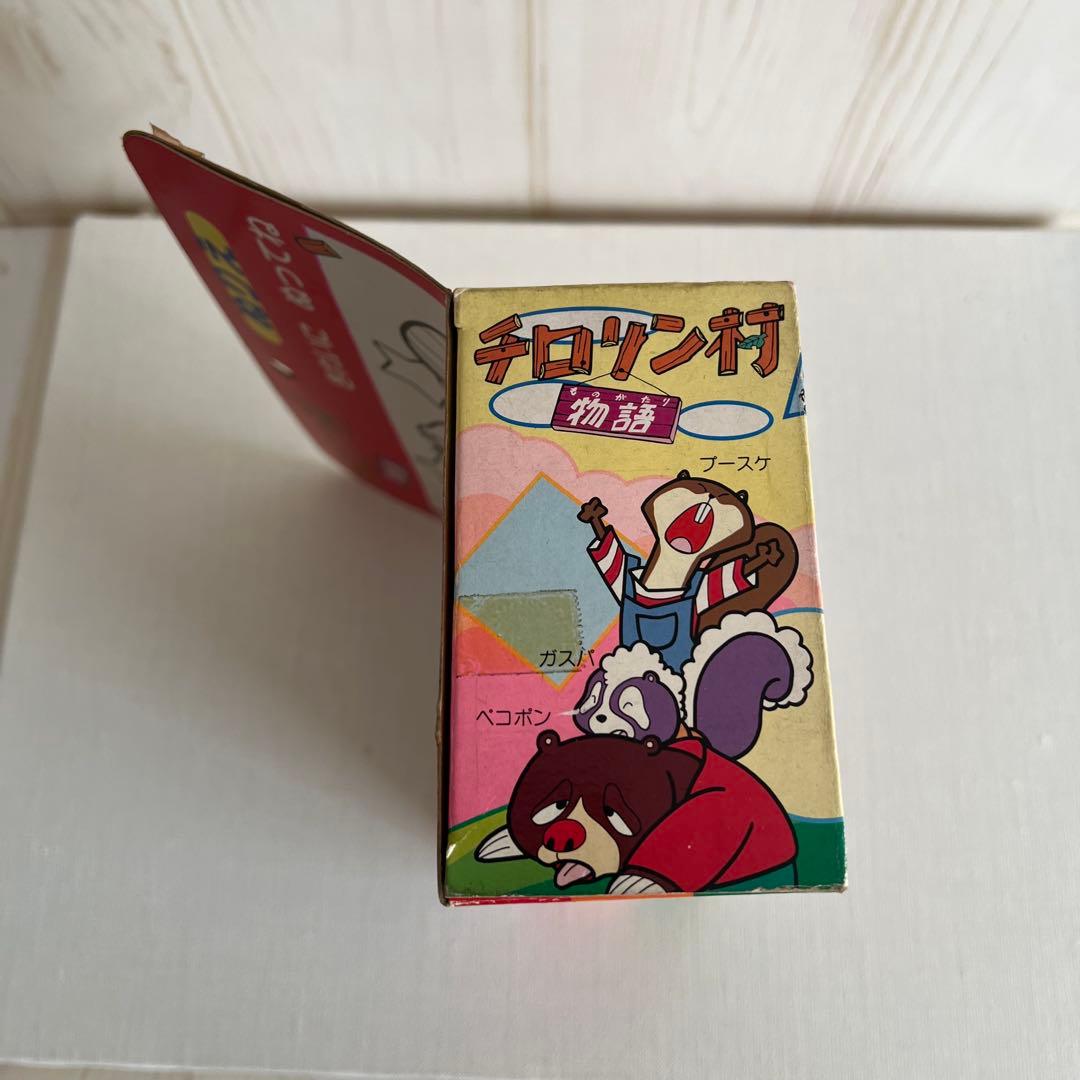 チロリン村
ものがたり
物語
プースケ
ガスパ
ペコポン